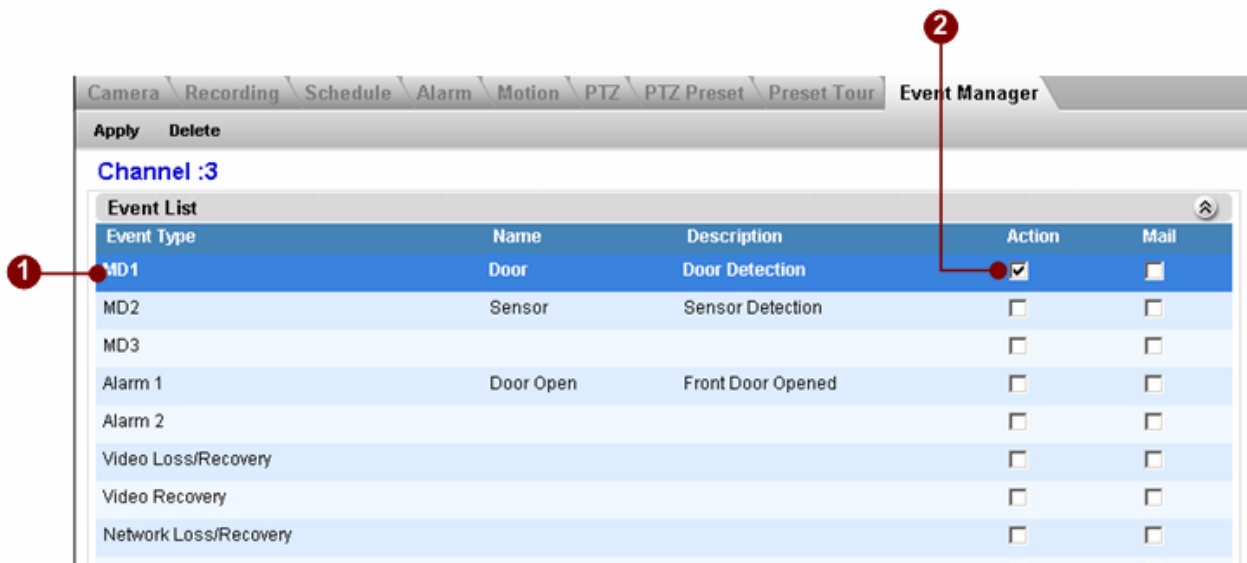 2
Camera Recording Schedule Alarm Motion PTZ PTZ Preset Preset Tour Event Manager
Apply Delete
Channel :3
Event List
Event Type Name Description Action Mail
1 MD1 Door Door Detection
MD2 Sensor Sensor Detection
MD3
Alarm 1 Door Open Front Door Opened
Alarm 2
Video Loss/Recovery
Video Recovery
Network Loss/Recovery